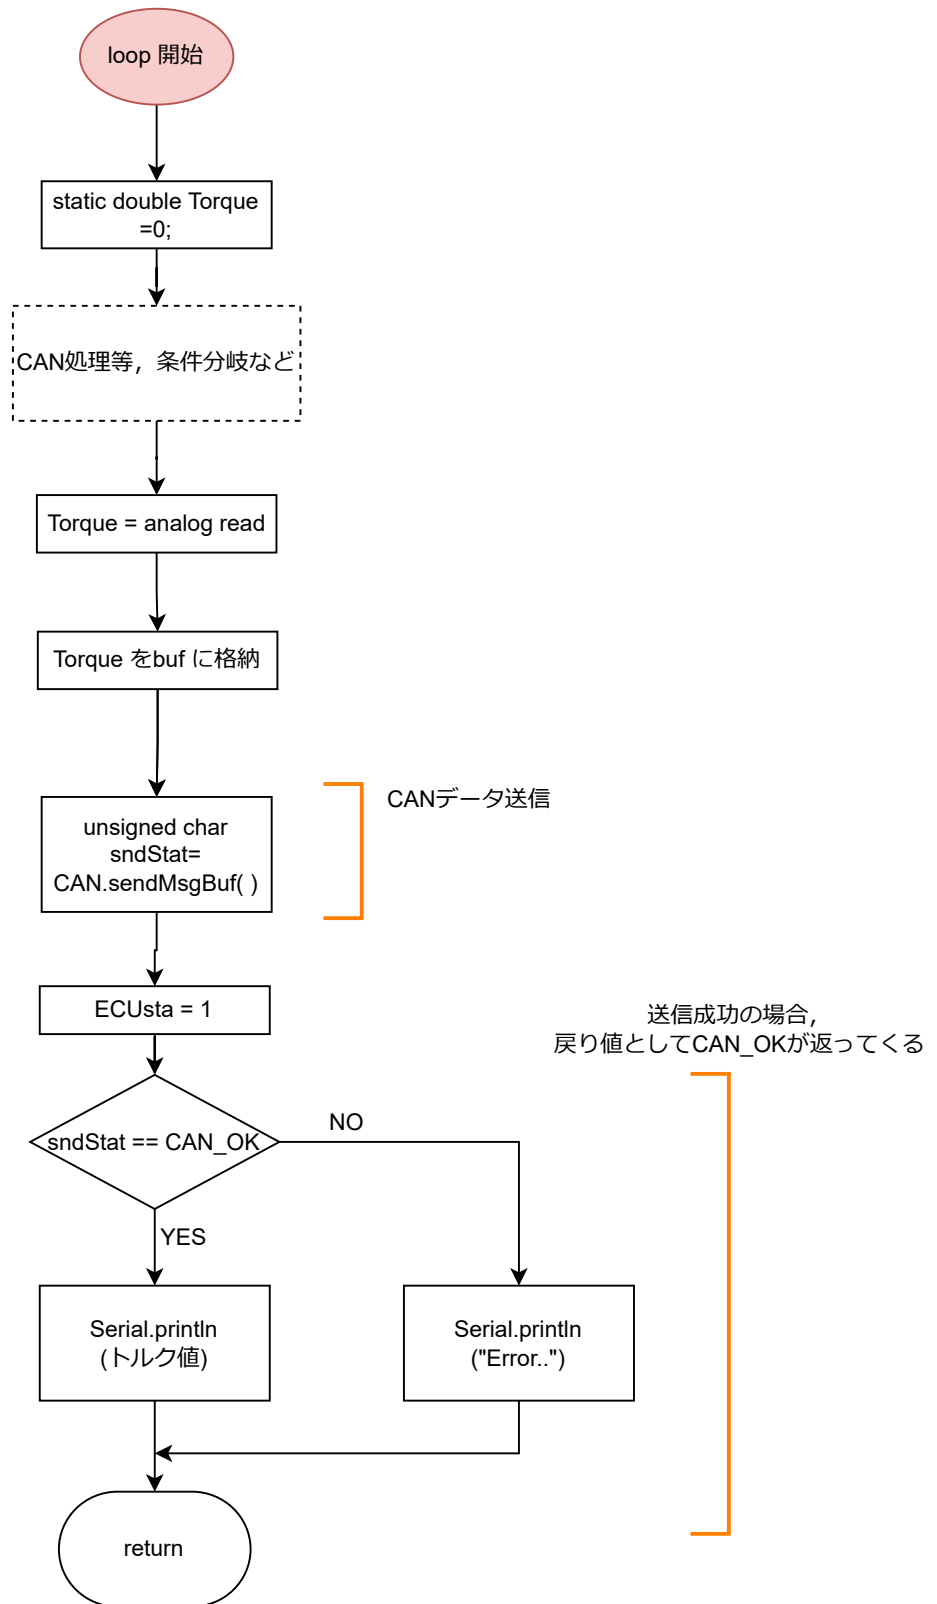 loop 開始
static double Torque
=0;
CAN処理等，条件分岐など
Torque = analog read
Torque をbuf に格納
unsigned char
sndStat=
CAN.sendMsgBuf( )
CANデータ送信
ECUsta = 1
送信成功の場合，
戻り値としてCAN_OKが返ってくる
sndStat == CAN_OK
NO
YES
Serial.println
(トルク値)
Serial.println
("Error..")
return